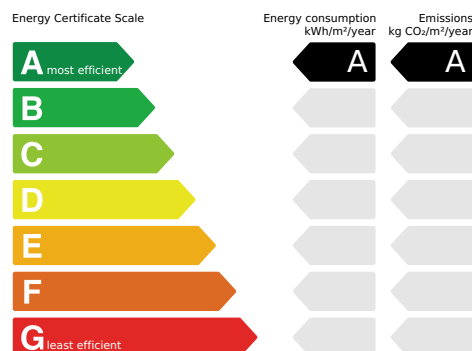 Energy Certificate Scale
Energy consumption
kWh/m²/year
Emissions
kg CO₂/m²/year
A most efficient
A
A
B
C
D
E
F
G least efficient